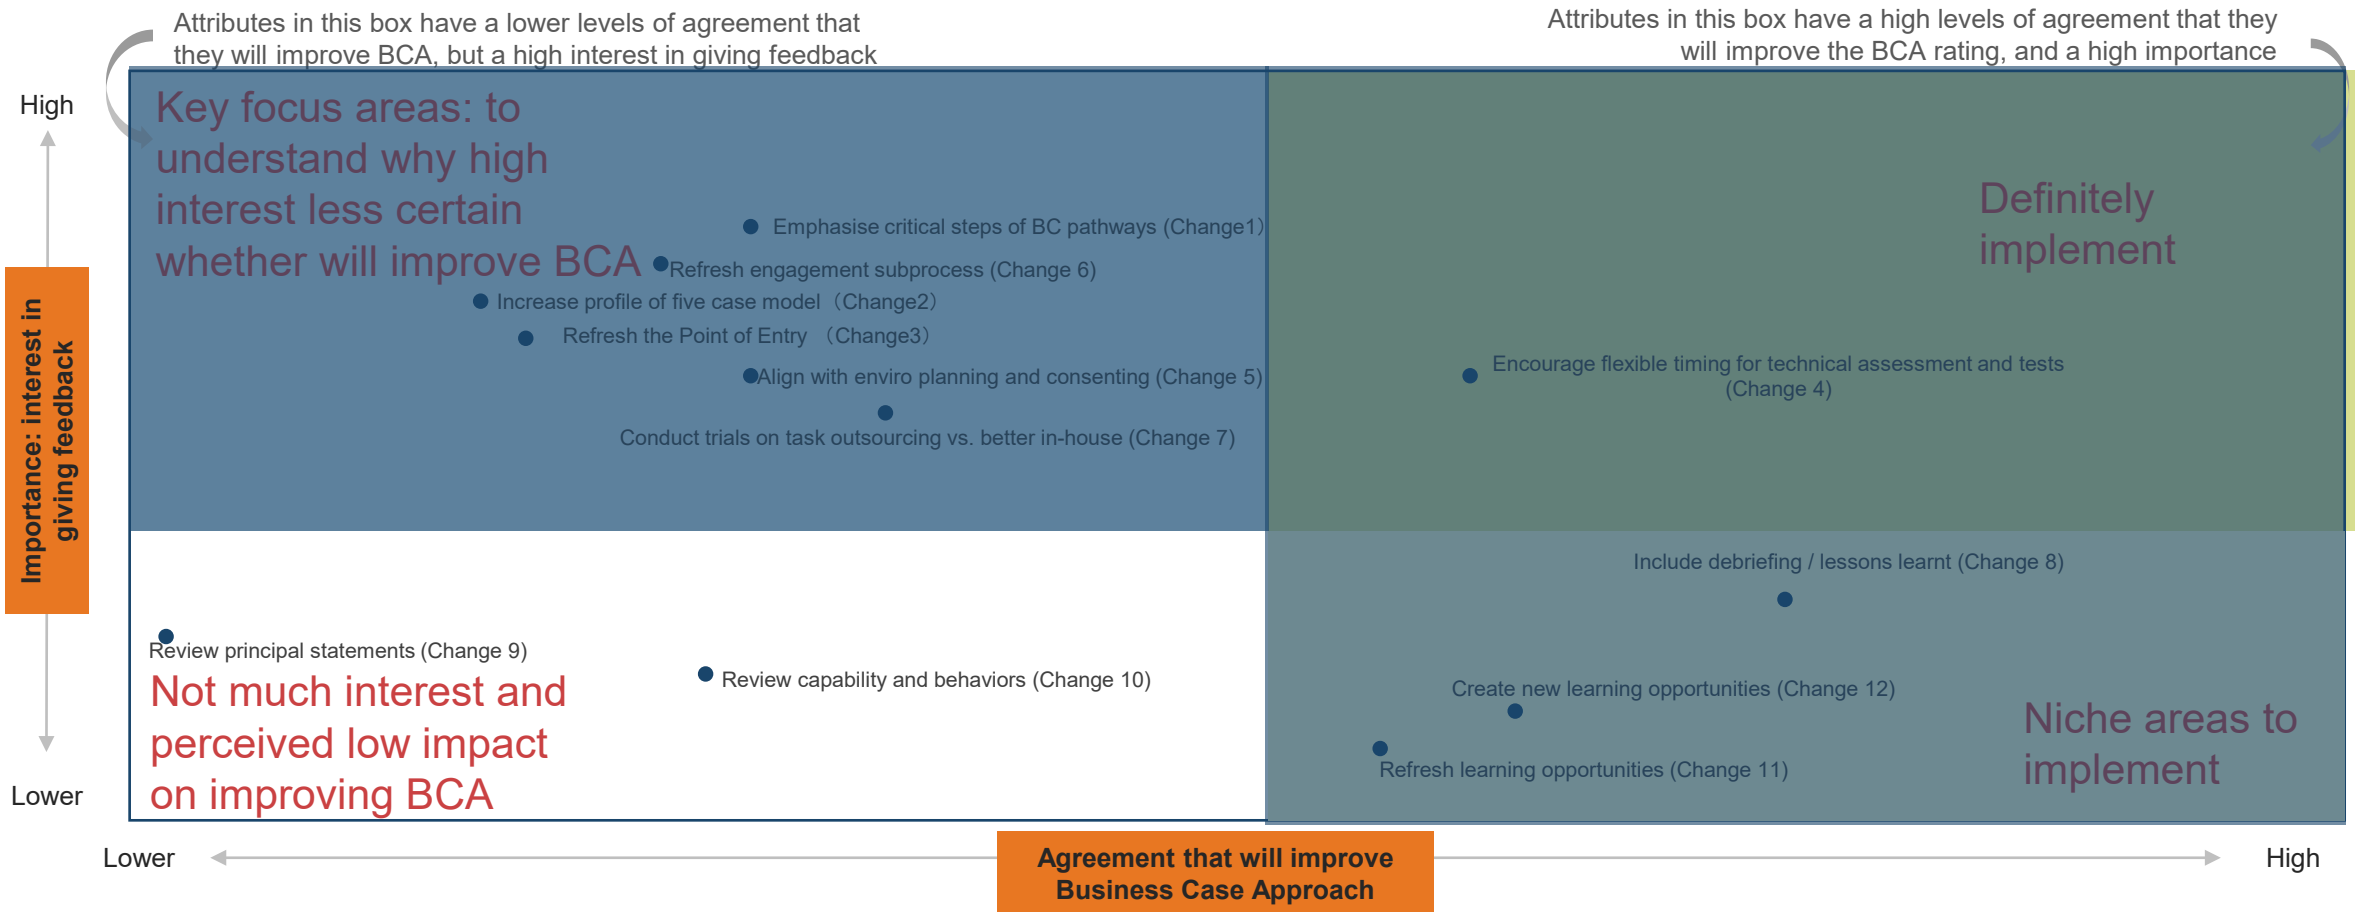 Attributes in this box have a lower levels of agreement that
they will improve BCA, but a high interest in giving feedback
Attributes in this box have a high levels of agreement that they
will improve the BCA rating, and a high importance
High
Key focus areas: to
understand why high
interest less certain
whether will improve BCA
Definitely
implement
Emphasise critical steps of BC pathways (Change1)
Refresh engagement subprocess (Change 6)
Increase profile of five case model（Change2）
Refresh the Point of Entry （Change3）
Align with enviro planning and consenting (Change 5)
Conduct trials on task outsourcing vs. better in-house (Change 7)
Encourage flexible timing for technical assessment and tests
(Change 4)
Importance: interest in
giving feedback
Include debriefing / lessons learnt (Change 8)
Review principal statements (Change 9)
Review capability and behaviors (Change 10)
Create new learning opportunities (Change 12)
Refresh learning opportunities (Change 11)
Not much interest and
perceived low impact
on improving BCA
Niche areas to
implement
Lower
Lower
Agreement that will improve
Business Case Approach
High